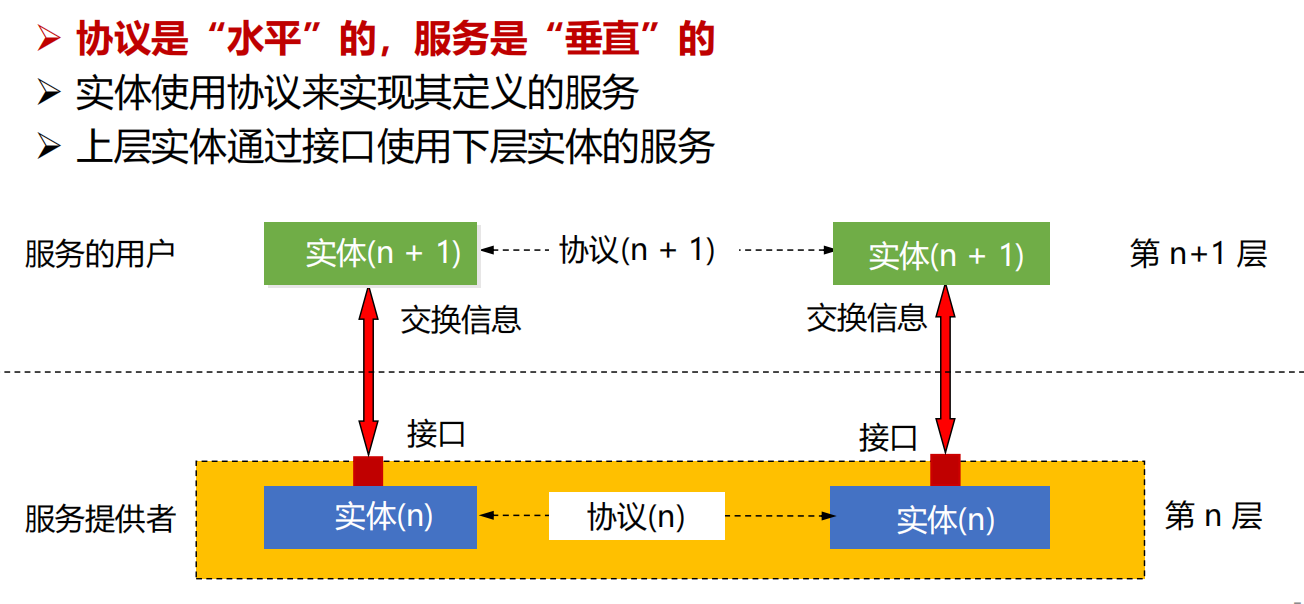 协议是“水平”的，服务是“垂直”的
实体使用协议来实现其定义的服务
上层实体通过接口使用下层实体的服务
服务的用户
实体(n + 1)
协议(n + 1)
实体(n + 1)
第 n+1 层
交换信息
交换信息
接口
接口
服务提供者
实体(n)
协议(n)
实体(n)
第 n 层